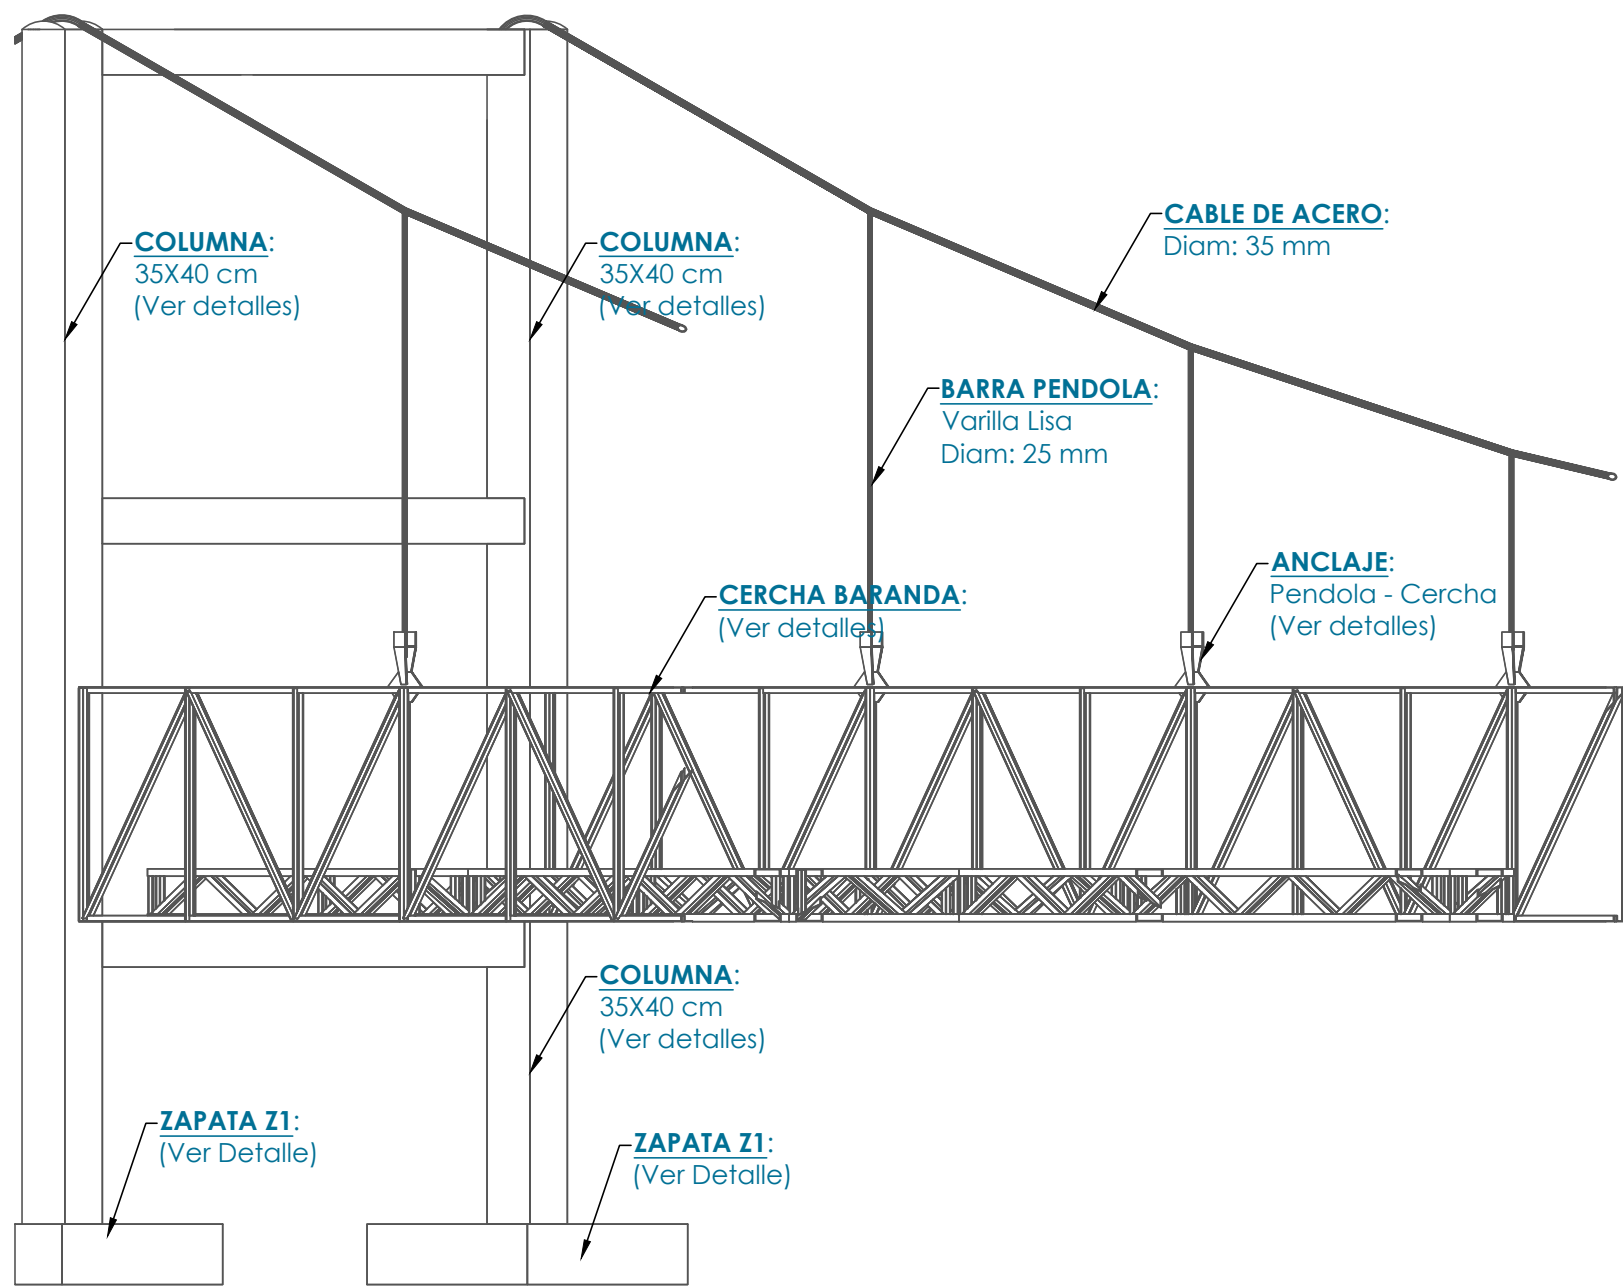 CABLE DE ACERO:
Diam: 35 mm
COLUMNA:
35X40 cm
(Ver detalles)
COLUMNA:
35X40 cm
(Ver detalles)
BARRA PENDOLA:
Varilla Lisa
Diam: 25 mm
ANCLAJE:
Pendola - Cercha
(Ver detalles)
CERCHA BARANDA:
(Ver detalles)
COLUMNA:
35X40 cm
(Ver detalles)
ZAPATA Z1:
(Ver Detalle)
ZAPATA Z1:
(Ver Detalle)